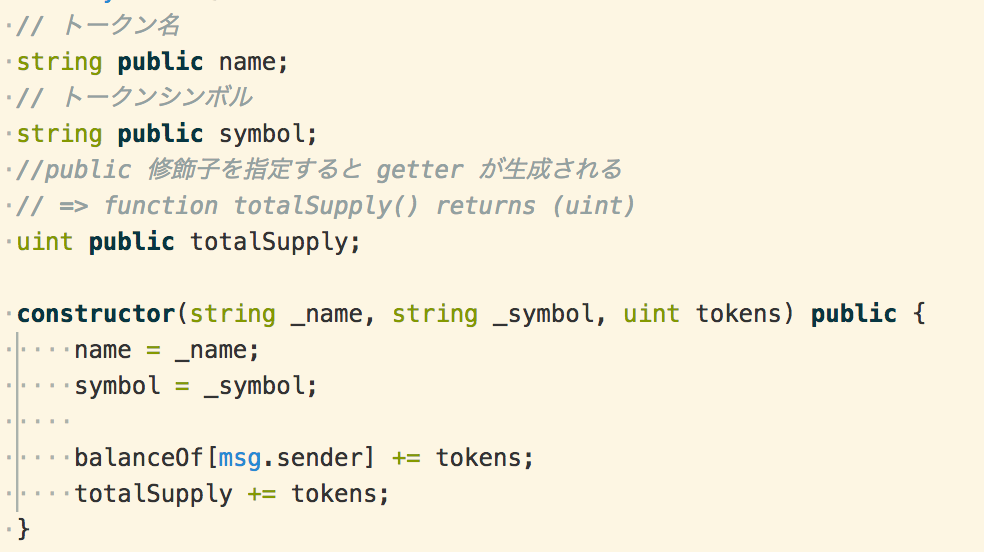 // トークン名
string public name;
// トークンシンボル
string public symbol;
//public 修飾子を指定すると getter が生成される
// => function totalSupply() returns (uint)
uint public totalSupply;
constructor(string _name, string _symbol, uint tokens) public {
name = _name;
symbol = _symbol;
balanceOf[msg.sender] += tokens;
totalSupply += tokens;
}